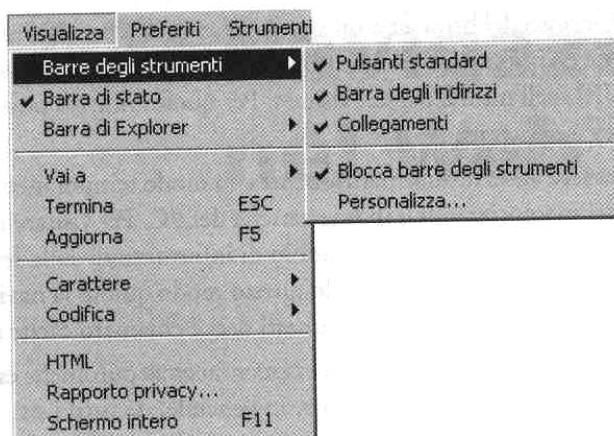 Visualizza Preferiti Strumenti
Barre degli strumenti
✓ Barra di stato
Barra di Explorer
Vai a
Termina ESC
Aggiorna F5
Carattere
Codifica
HTML
Rapporto privacy...
Schermo intero F11
✓ Pulsanti standard
✓ Barra degli indirizzi
✓ Collegamenti
✓ Blocca barre degli strumenti
Personalizza...